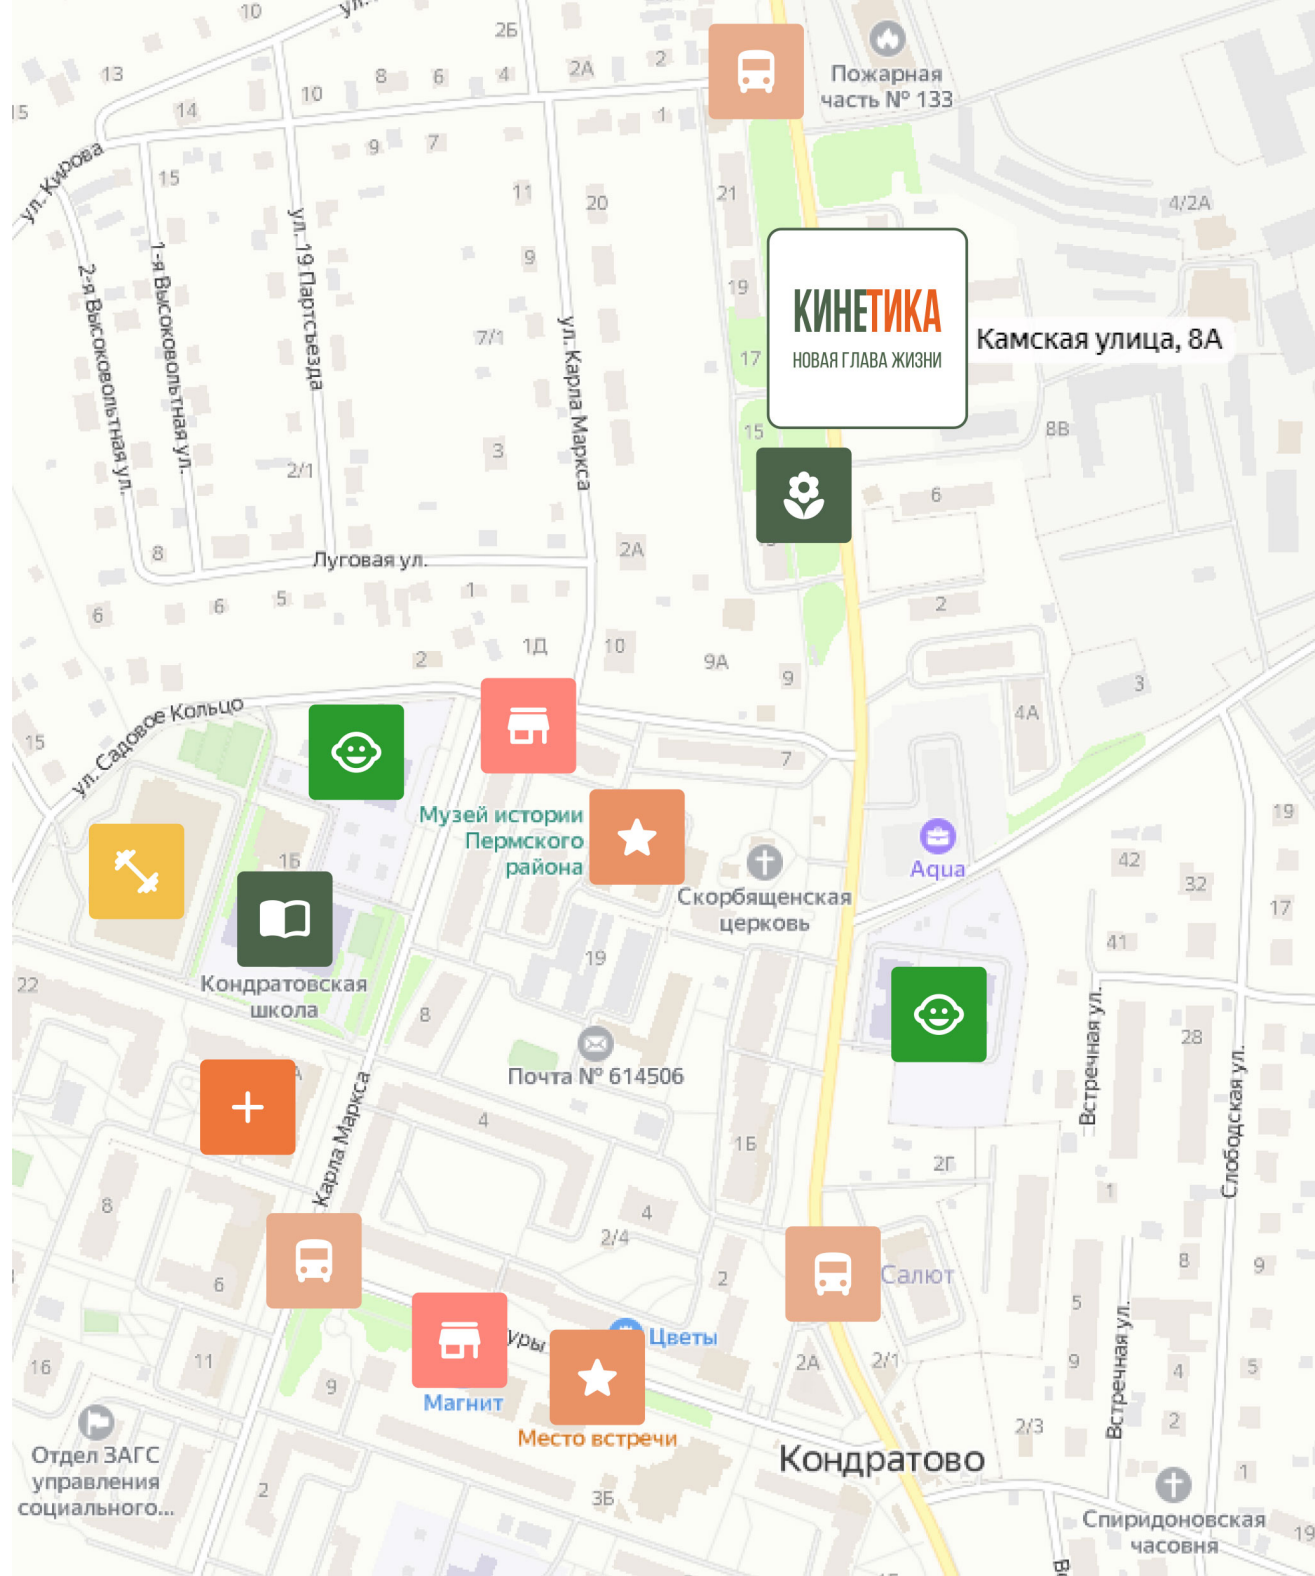 10
ул.
2Б
13
8
6
4
2А
2
Пожарная
часть № 133
15
14
10
1
ул. Кирова
9
7
15
11
20
21
4/2А
ул. 19 Партсъезда
1-я Высоковольтная ул.
2-я Высоковольтная ул.
9
19
КИНЕТИКА
НОВАЯ ГЛАВА ЖИЗНИ
Камская улица, 8А
7/1
ул. Карла Маркса
17
15
8В
3
2/1
6
8
Луговая ул.
2А
6
6
5
1
2
1Д
10
2
9А
9
3
4А
ул. Садовое Кольцо
15
7
Музей истории
Пермского
района
1Б
Aqua
19
42
32
17
Скорбященская
церковь
41
19
22
Кондратовская
школа
8
Почта № 614506
28
Встречная ул.
Слободская ул.
Карла Маркса
4
1Б
2Г
1
8
4
2/4
2
6
Салют
8
9
5
уры
Цветы
Встречная ул.
16
11
9
2А
2/1
9
4
5
Магнит
Место встречи
2/3
2
Кондратово
Отдел ЗАГС
управления
социального...
2
3Б
1
Спиридоновская
часовня
19